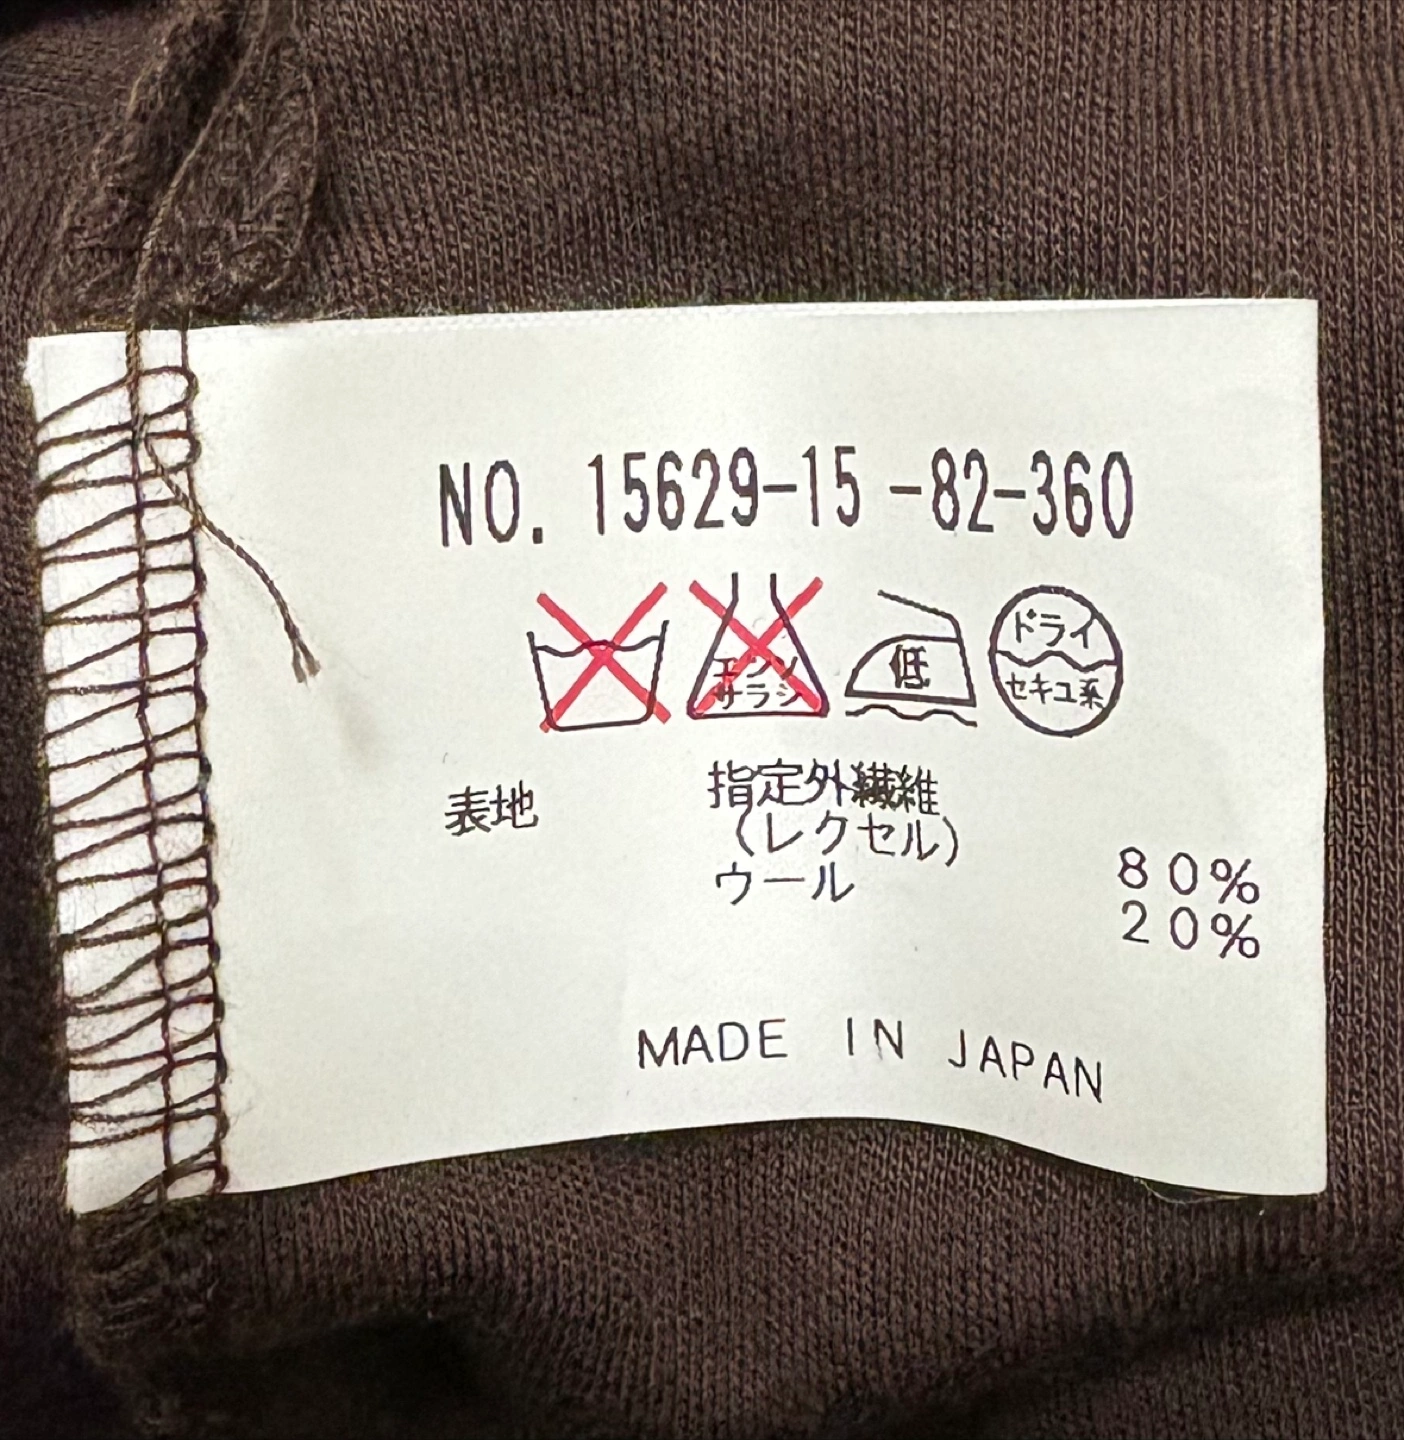 NO. 15629-15 -82-360
エンソ
サラシ
低
ドライ
セキユ系
表地
指定外繊維
(レクセル)
ウール
80%
20%
MADE IN JAPAN